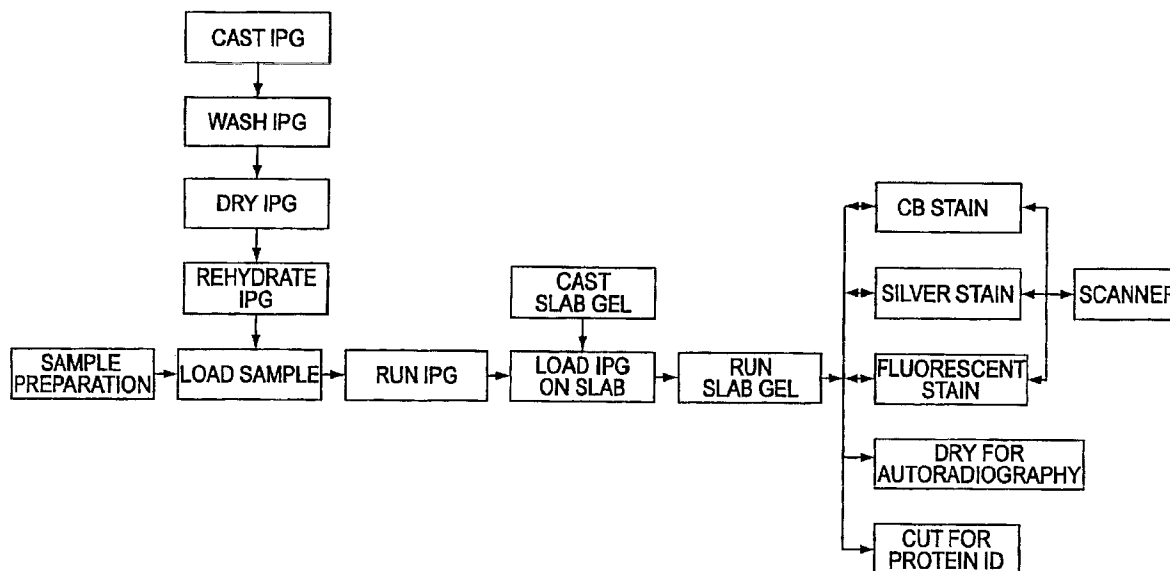 CAST IPG
WASH IPG
DRY IPG
REHYDRATE
IPG
CAST
SLAB GEL
SAMPLE
PREPARATION
LOAD SAMPLE
RUN IPG
LOAD IPG
ON SLAB
RUN
SLAB GEL
CB STAIN
SILVER STAIN
SCANNER
FLUORESCENT
STAIN
DRY FOR
AUTORADIOGRAPHY
CUT FOR
PROTEIN ID